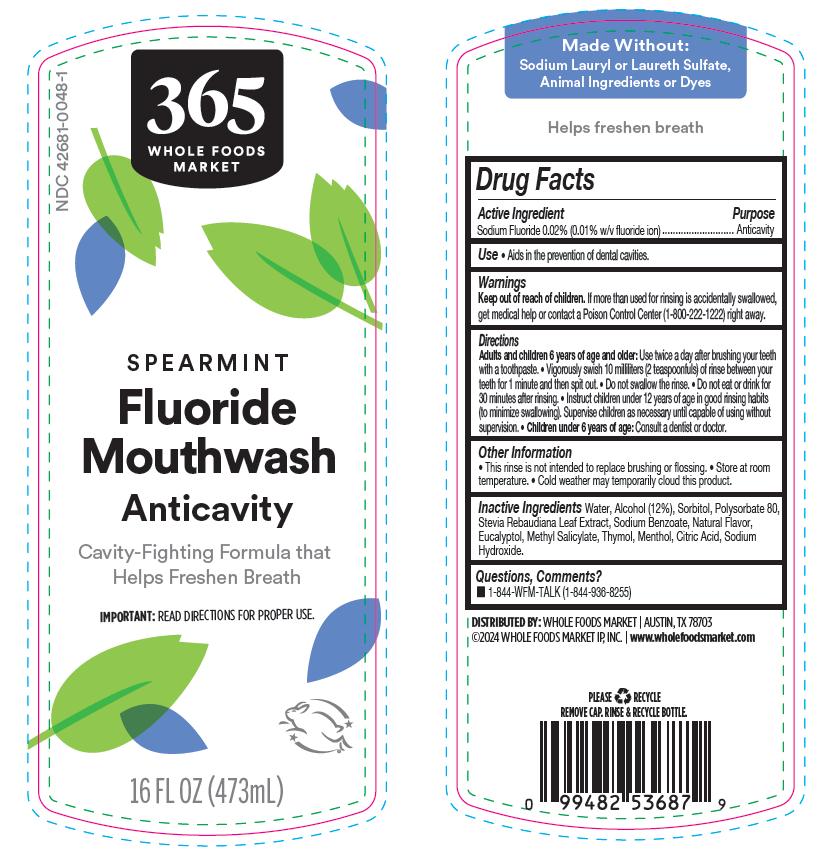 NDC 42681-0048-1
365
WHOLE FOODS
MARKET
SPEARMINT
Fluoride
Mouthwash
Anticavity
Cavity-Fighting Formula that
Helps Freshen Breath
IMPORTANT: READ DIRECTIONS FOR PROPER USE.
16 FL OZ (473mL)
Made Without:
Sodium Lauryl or Laureth Sulfate,
Animal Ingredients or Dyes
Helps freshen breath
Drug Facts
Active Ingredient Purpose
Sodium Fluoride 0.02% (0.01% w/v fluoride ion)........................... Anticavity
Use • Aids in the prevention of dental cavities.
Warnings
Keep out of reach of children. If more than used for rinsing is accidentally swallowed,
get medical help or contact a Poison Control Center (1-800-222-1222) right away.
Directions
Adults and children 6 years of age and older: Use twice a day after brushing your teeth
with a toothpaste. • Vigorously swish 10 milliliters (2 teaspoonfuls) of rinse between your
teeth for 1 minute and then spit out. • Do not swallow the rinse. • Do not eat or drink for
30 minutes after rinsing. • Instruct children under 12 years of age in good rinsing habits
(to minimize swallowing). Supervise children as necessary until capable of using without
supervision. • Children under 6 years of age: Consult a dentist or doctor.
Other Information
• This rinse is not intended to replace brushing or flossing. • Store at room
temperature. • Cold weather may temporarily cloud this product.
Inactive Ingredients Water, Alcohol (12%), Sorbitol, Polysorbate 80,
Stevia Rebaudiana Leaf Extract, Sodium Benzoate, Natural Flavor,
Eucalyptol, Methyl Salicylate, Thymol, Menthol, Citric Acid, Sodium
Hydroxide.
Questions, Comments?
■ 1-844-WFM-TALK (1-844-936-8255)
DISTRIBUTED BY: WHOLE FOODS MARKET | AUSTIN, TX 78703
©2024 WHOLE FOODS MARKET IP, INC. | www.wholefoodsmarket.com
PLEASE RECYCLE
REMOVE CAP. RINSE & RECYCLE BOTTLE.
0 99482 53687 9